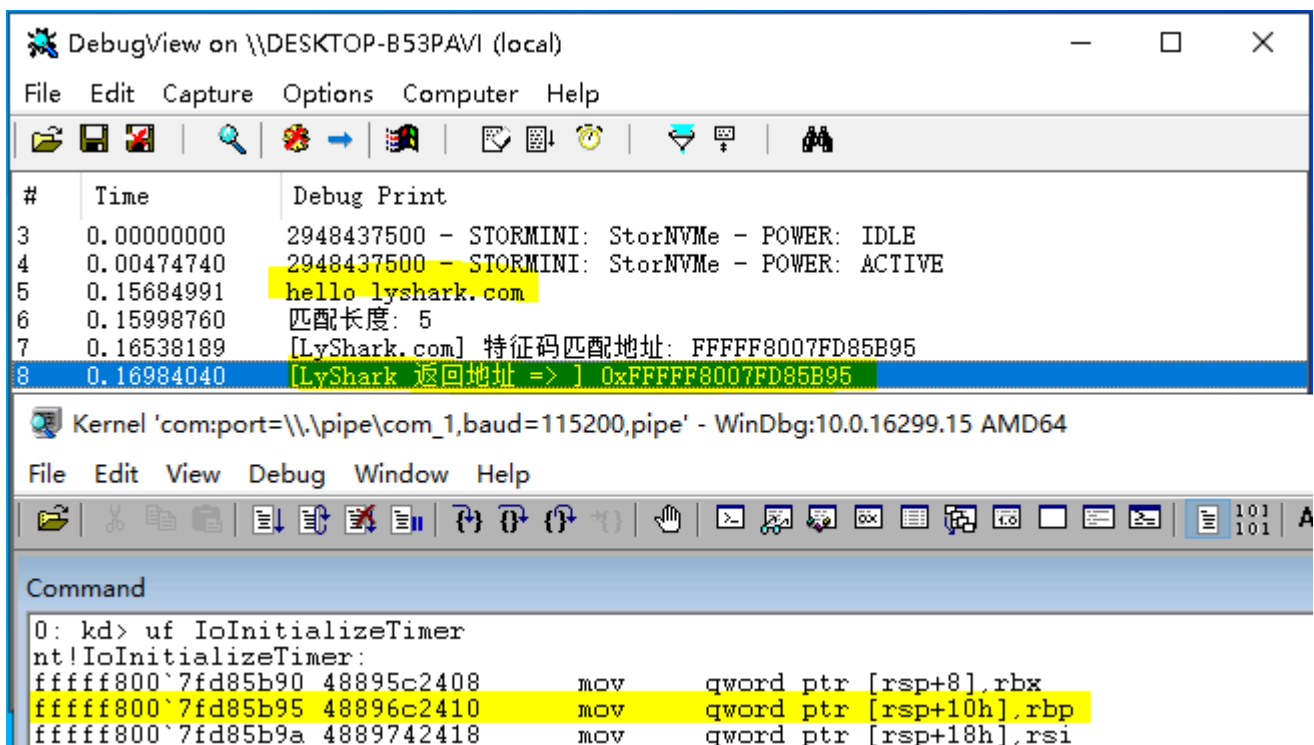 DebugView on \\DESKTOP-B53PAVI (local)
File Edit Capture Options Computer Help
# Time Debug Print
3 0.00000000 2948437500 - STORMINI: StorNVMe - POWER: IDLE
4 0.00474740 2948437500 - STORMINI: StorNVMe - POWER: ACTIVE
5 0.15684991 hello lyshark.com
6 0.15998760 匹配长度: 5
7 0.16538189 [LyShark.com] 特征码匹配地址: FFFFF8007FD85B95
8 0.16984040 [LyShark 返回地址 => ] 0xFFFFF8007FD85B95
Kernel 'com:port=\\.\pipe\com_1,baud=115200,pipe' - WinDbg:10.0.16299.15 AMD64
File Edit View Debug Window Help
101
101 A
Command
0: kd> uf IoInitializeTimer
nt!IoInitializeTimer:
fffff800`7fd85b90 48895c2408 mov qword ptr [rsp+8],rbx
fffff800`7fd85b95 48896c2410 mov qword ptr [rsp+10h],rbp
fffff800`7fd85b9a 4889742418 mov qword ptr [rsp+18h],rsi